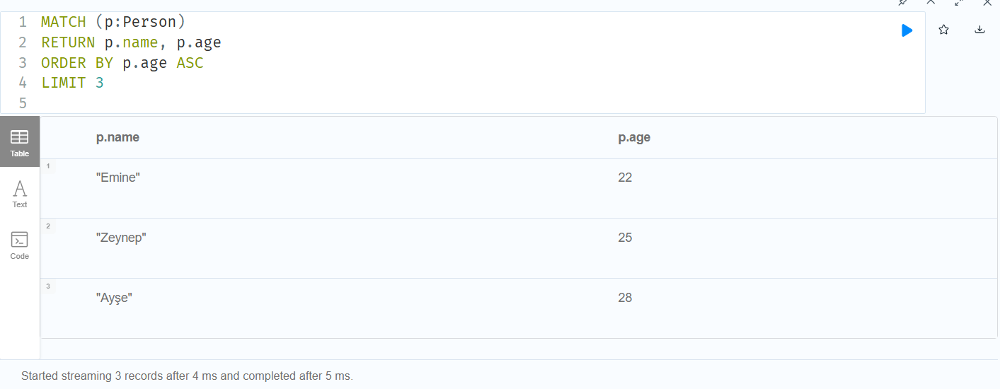 1 MATCH (p:Person)
2 RETURN p.name, p.age
3 ORDER BY p.age ASC
4 LIMIT 3
5
Table
Text
Code
p.name p.age
1 "Emine" 22
2 "Zeynep" 25
3 "Ayşe" 28
Started streaming 3 records after 4 ms and completed after 5 ms.